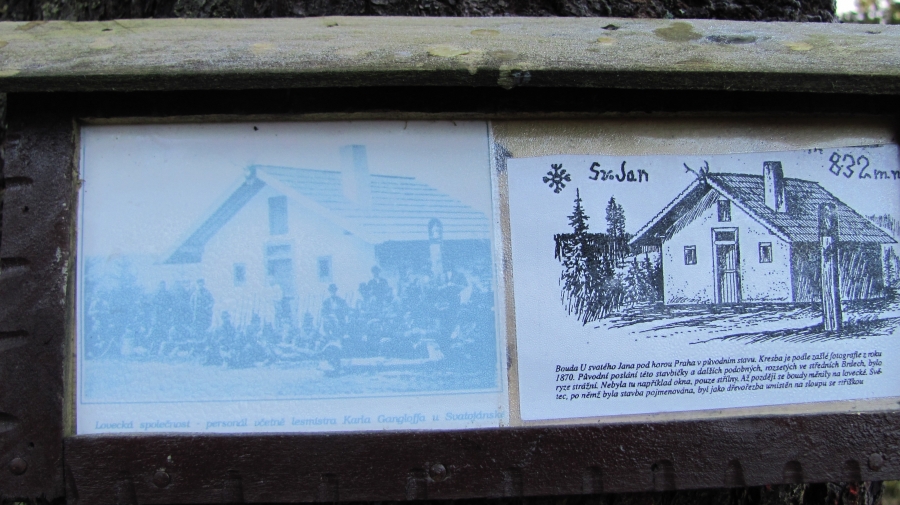 Lovecká společnost - personál včetně lesmistra Karla Gangloffa u Svatojánské
Sv. Jan
832 m.n
Bouda U svatého Jana pod horou Praha v původním stavu. Kresba je podle zašlé fotografie z roku
1870. Původní poslání této stavbičky a dalších podobných, rozsetých ve středních Brdech, bylo
ryze strážní. Nebyla tu například okna, pouze střílny. Až později se boudy měnily na lovecké. Svě-
tec, po němž byla stavba pojmenována, byl jako dřevořezba umístěn na sloupu se stříškou